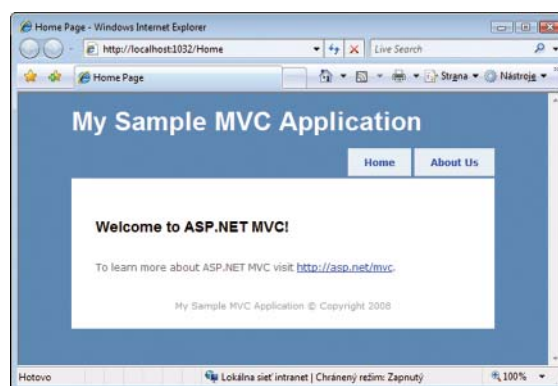 Home Page - Windows Internet Explorer
http://localhost:1032/Home
Live Search
Home Page
Strana
Nástroje
My Sample MVC Application
Home About Us
Welcome to ASP.NET MVC!
To learn more about ASP.NET MVC visit http://asp.net/mvc.
My Sample MVC Application © Copyright 2008
Hotovo
Lokálna sieť intranet | Chránený režim: Zapnutý
100%